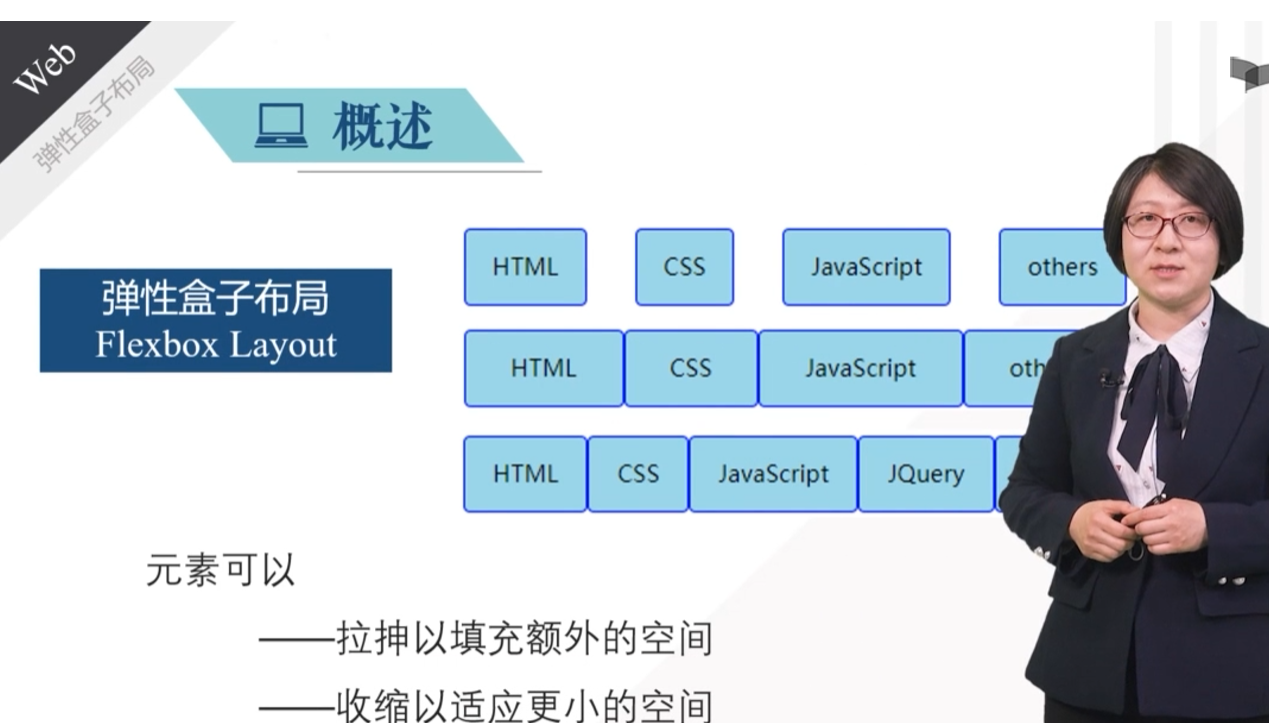 Web
弹性盒子布局
概述
弹性盒子布局
Flexbox Layout
HTML CSS JavaScript others
HTML CSS JavaScript oth
HTML CSS JavaScript JQuery
元素可以
——拉抻以填充额外的空间
——收缩以适应更小的空间